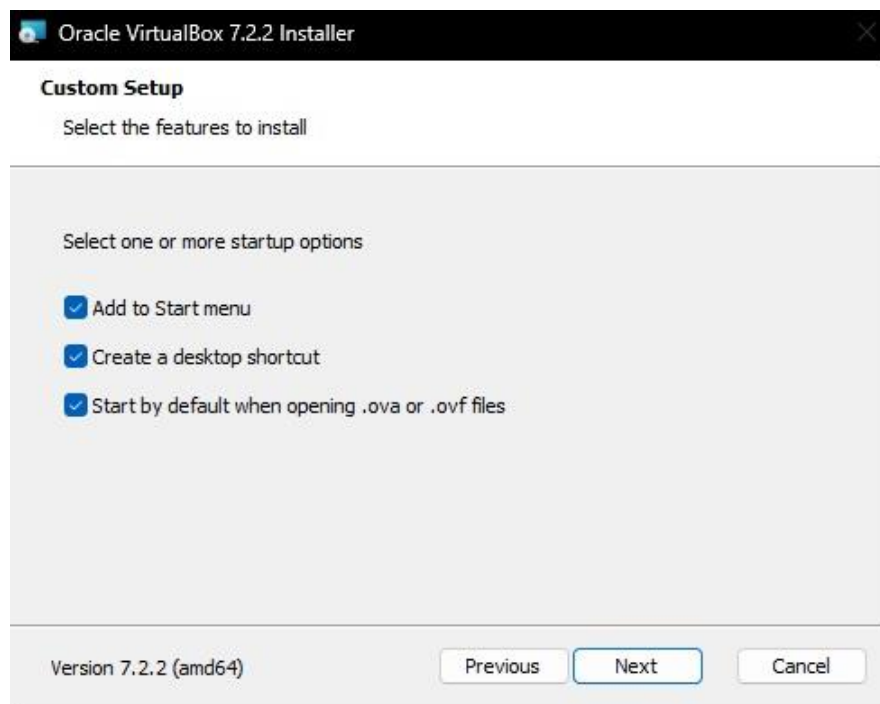 Oracle VirtualBox 7.2.2 Installer
Custom Setup
Select the features to install
Select one or more startup options
Add to Start menu
Create a desktop shortcut
Start by default when opening .ova or .ovf files
Version 7.2.2 (amd64)
Previous
Next
Cancel